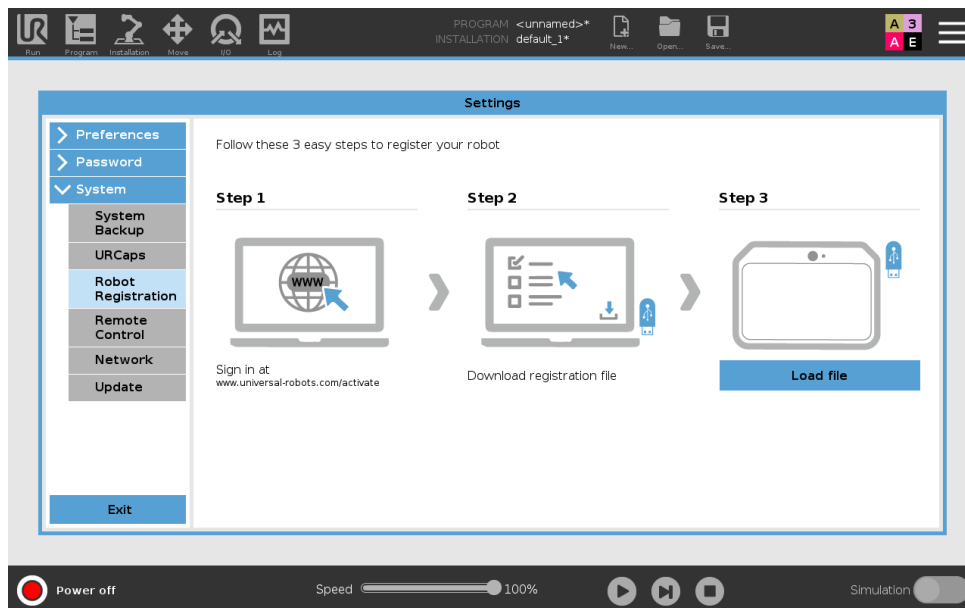 PROGRAM <unnamed>*
INSTALLATION default_1*
Run
Program
Installation
Move
I/O
Log
New...
Open...
Save...
A 3
A E
Settings
Preferences
Password
System
System
Backup
URCaps
Robot
Registration
Remote
Control
Network
Update
Exit
Follow these 3 easy steps to register your robot
Step 1
WWW
Sign in at
www.universal-robots.com/activate
Step 2
Download registration file
Step 3
Load file
Power off
Speed
100%
Simulation